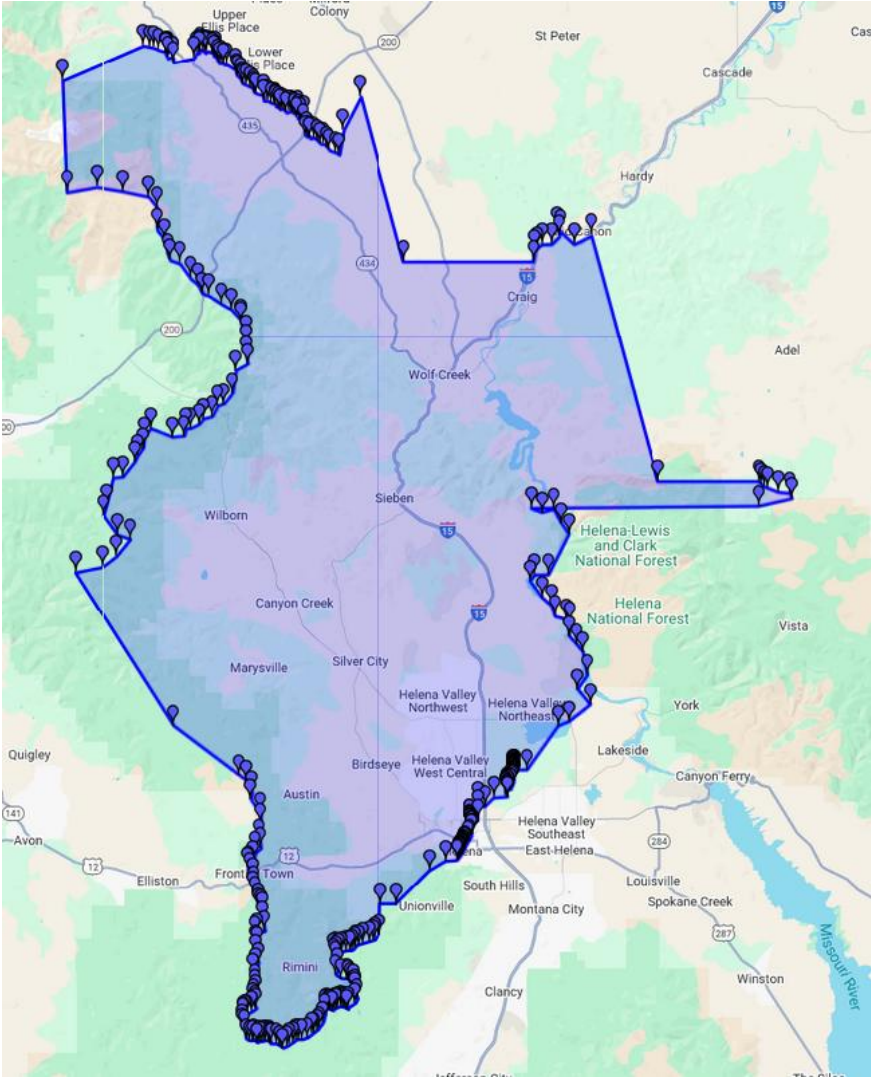 Upper
Ellis Place
Colony
15
200
St Peter
Lower
Cascade
435
Hardy
434
15
Craig
200
Adel
Wolf Creek
Sieben
Wilborn
15
Helena-Lewis
and Clark
National Forest
Canyon Creek
15
Helena
National Forest
Vista
Silver City
Marysville
Helena Valley
Northwest
Helena Valley
Northeast
York
Quigley
Lakeside
Birdseye
Helena Valley
West Central
Canyon Ferry
Austin
141
Avon
Helena Valley
Southeast
284
12
12
East Helena
Elliston
Town
South Hills
Louisville
Unionville
Spokane Creek
Montana City
287
Missouri River
Rimini
Winston
Clancy